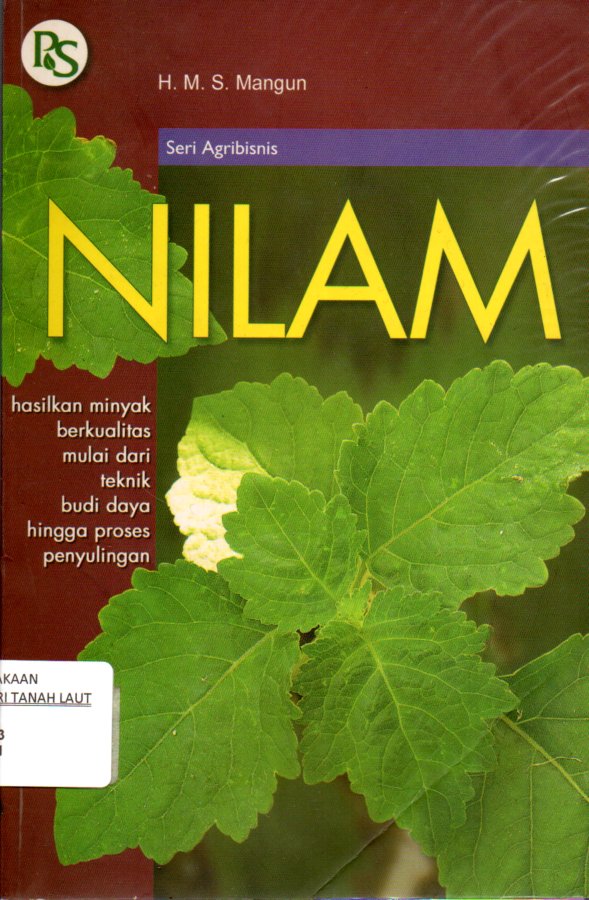 PS
H. M. S. Mangun
Seri Agribisnis
NILAM
hasilkan minyak
berkualitas
mulai dari
teknik
budi daya
hingga proses
penyulingan
AKAAN
RI TANAH LAUT
3